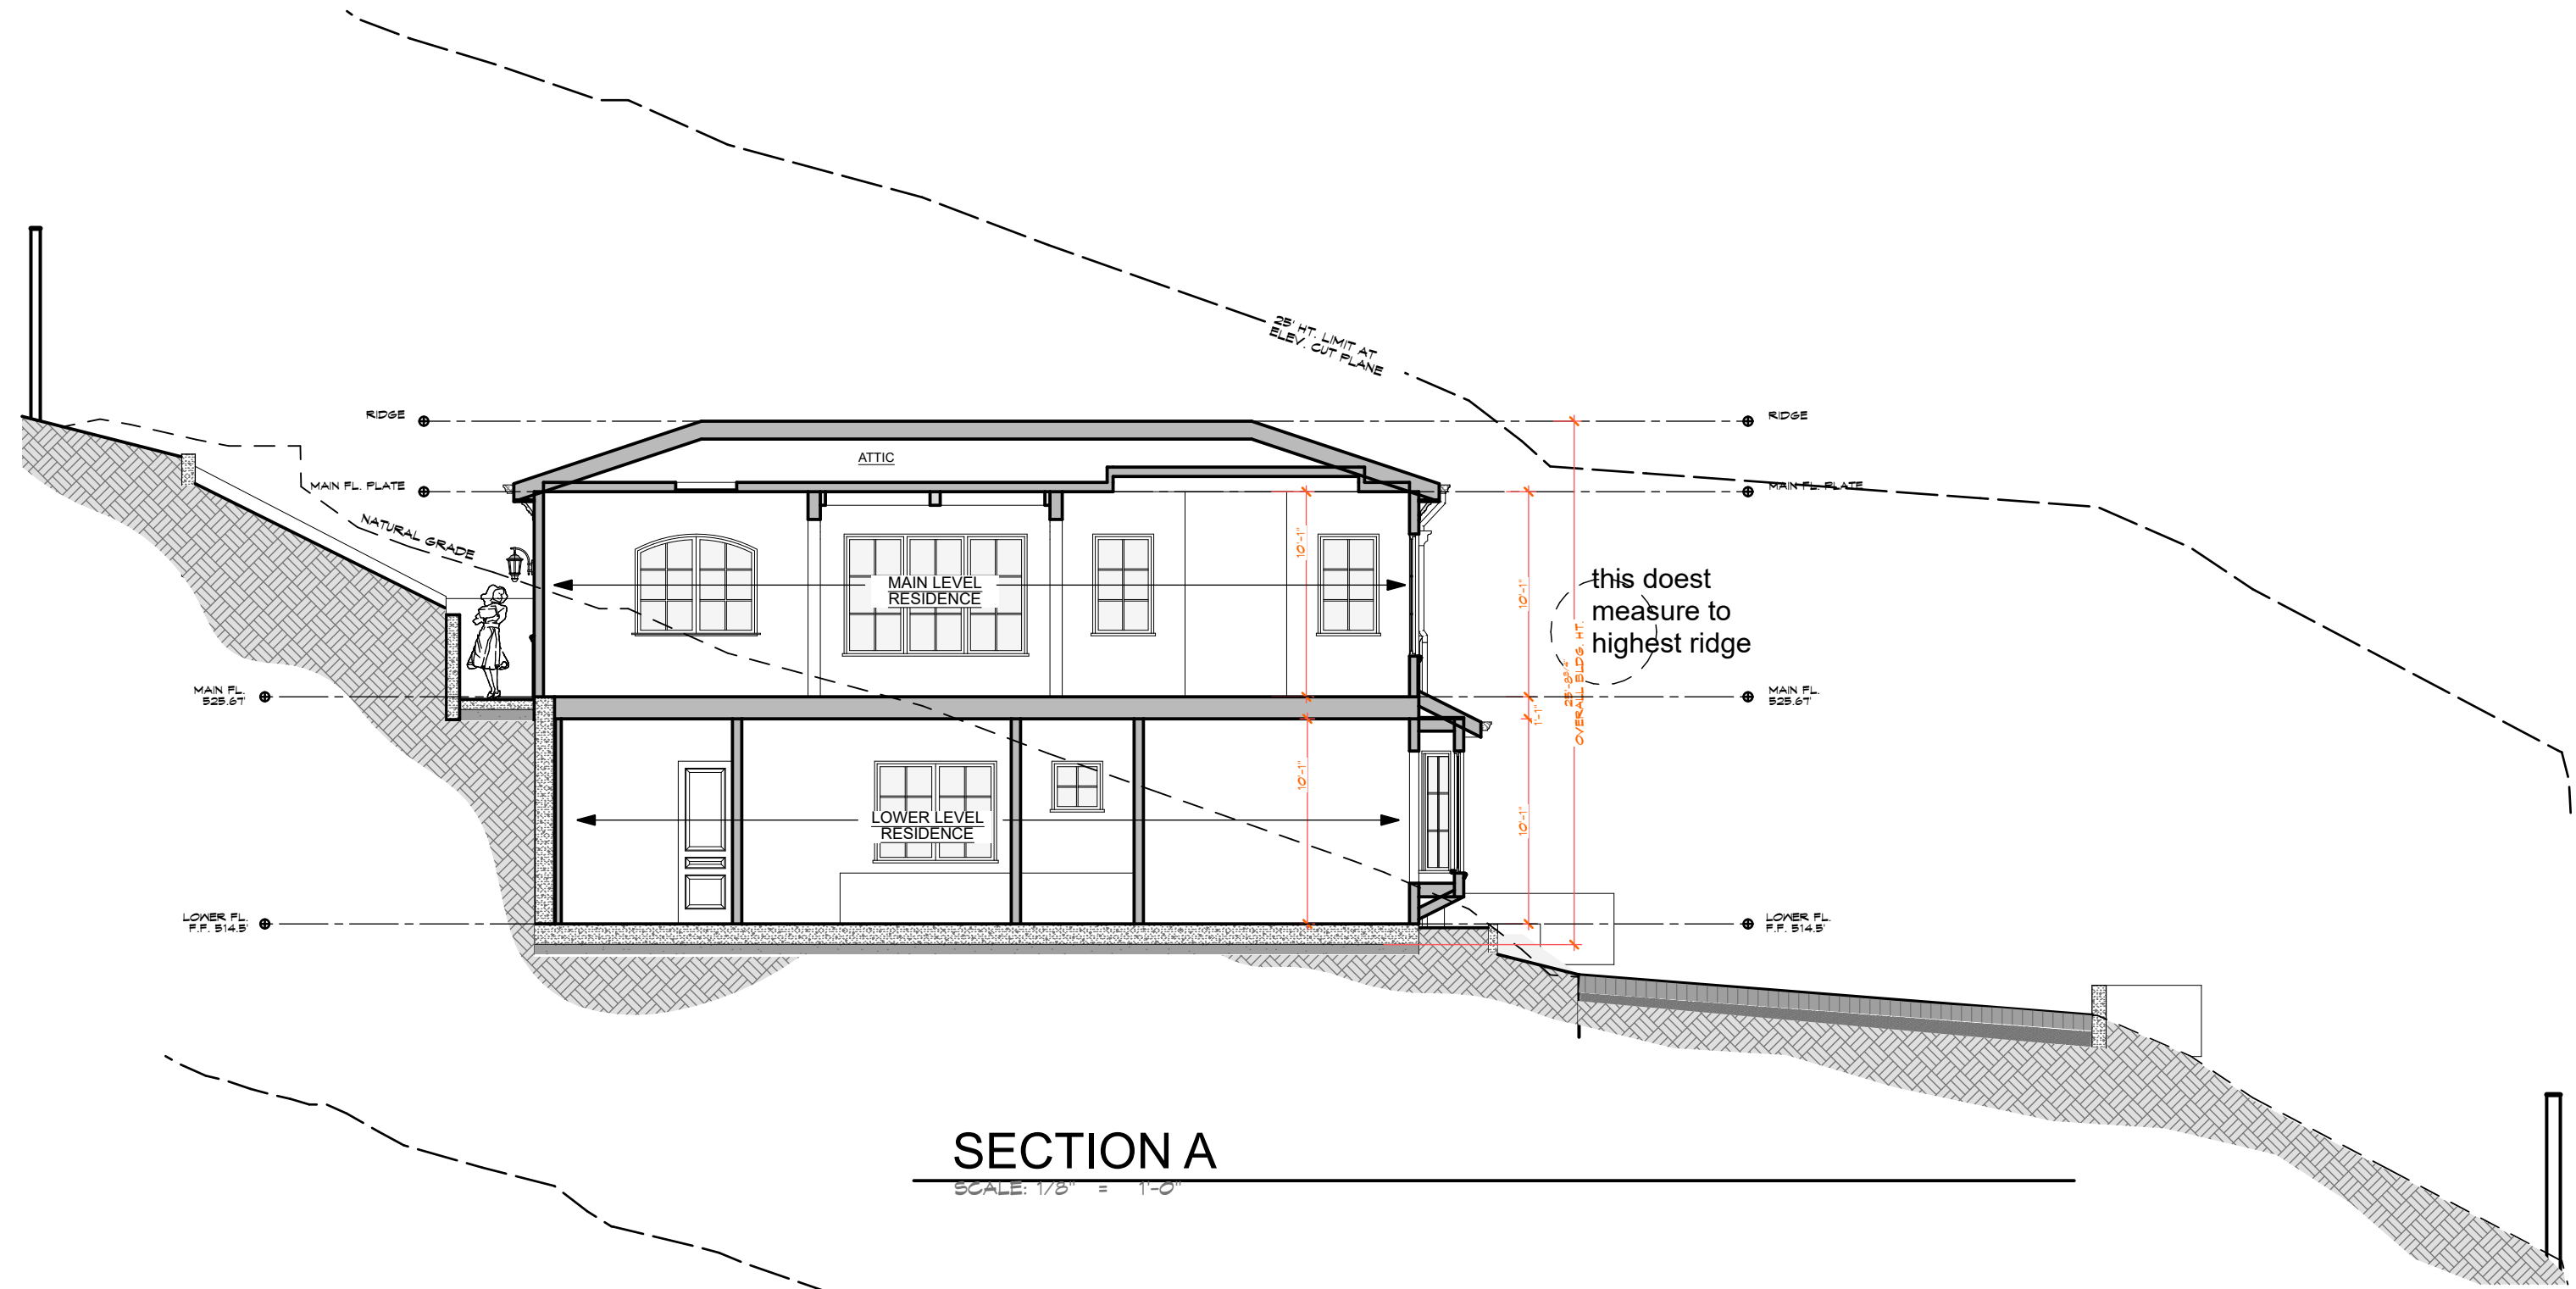 25' HT. LIMIT AT
ELEV. CUT PLANE
RIDGE
RIDGE
ATTIC
MAIN FL. PLATE
MAIN FL. PLATE
NATURAL GRADE
10'-1"
10'-1"
this doest
measure to
highest ridge
MAIN LEVEL
RESIDENCE
OVERALL BLDG. HT.
MAIN FL.
525.67'
MAIN FL.
525.67'
1'-1"
10'-1"
10'-1"
LOWER LEVEL
RESIDENCE
LOWER FL.
F.F. 514.5'
LOWER FL.
F.F. 514.5'
SECTION A
SCALE: 1/8" = 1'-0"